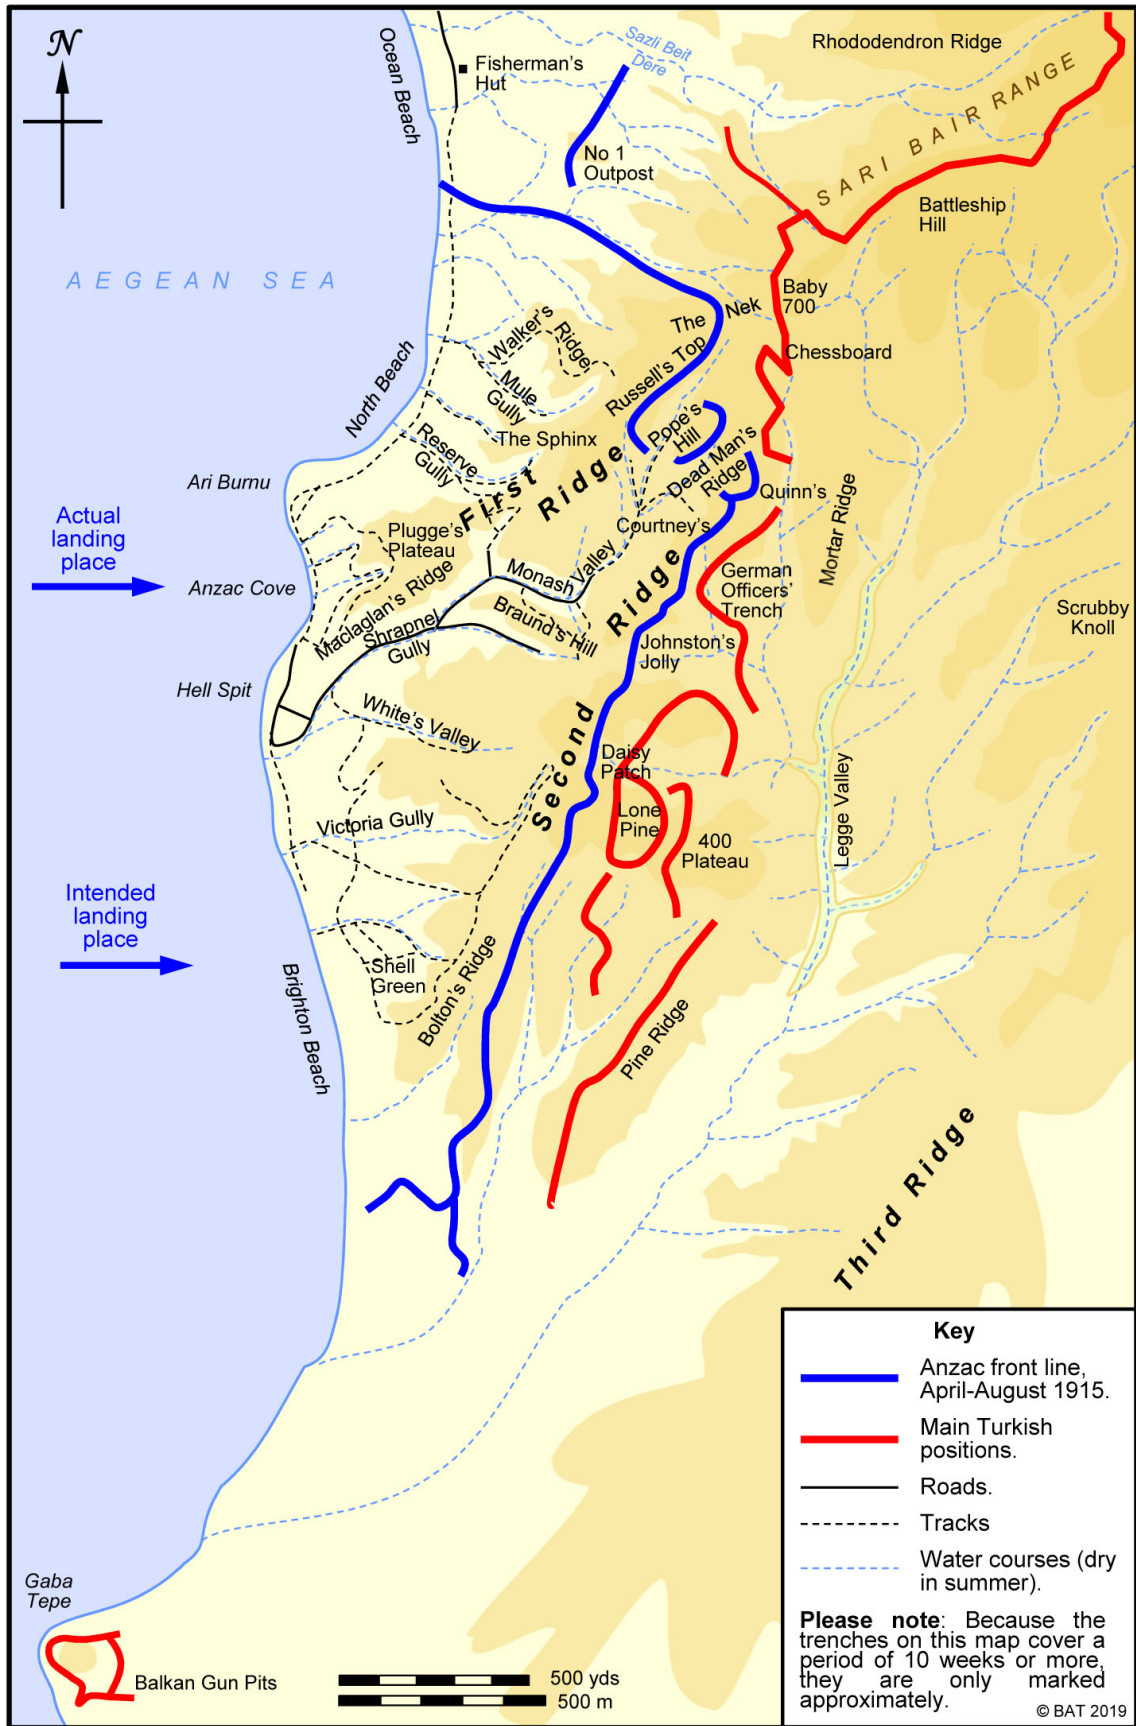 N
Ocean Beach
Fisherman's
Hut
Sazli Beit
Dere
Rhododendron Ridge
SARI BAIR RANGE
No 1
Outpost
Battleship
Hill
AEGEAN SEA
Baby
700
The Nek
Walker's
Ridge
Russell's Top
Chessboard
North Beach
Mule
Gully
The Sphinx
Pope's
Hill
Reserve
Gully
Dead Man's
Ridge
First
Ridge
Ari Burnu
Quinn's
Actual
landing
place
Plugge's
Plateau
Courtney's
Mortar Ridge
Anzac Cove
Monash Valley
German
Officers'
Trench
Maclaglan's Ridge
Braund's Hill
Scrubby
Knoll
Shrapnel
Gully
Johnston's
Jolly
Hell Spit
White's Valley
Second Ridge
Daisy
Patch
Lone
Pine
Victoria Gully
400
Plateau
Legge Valley
Intended
landing
place
Shell
Green
Bolton's Ridge
Brighton Beach
Pine Ridge
Third Ridge
Gaba
Tepe
Balkan Gun Pits
500 yds
500 m
Key
Anzac front line,
April-August 1915.
Main Turkish
positions.
Roads.
Tracks
Water courses (dry
in summer).
Please note: Because the
trenches on this map cover a
period of 10 weeks or more,
they are only marked
approximately.
© BAT 2019